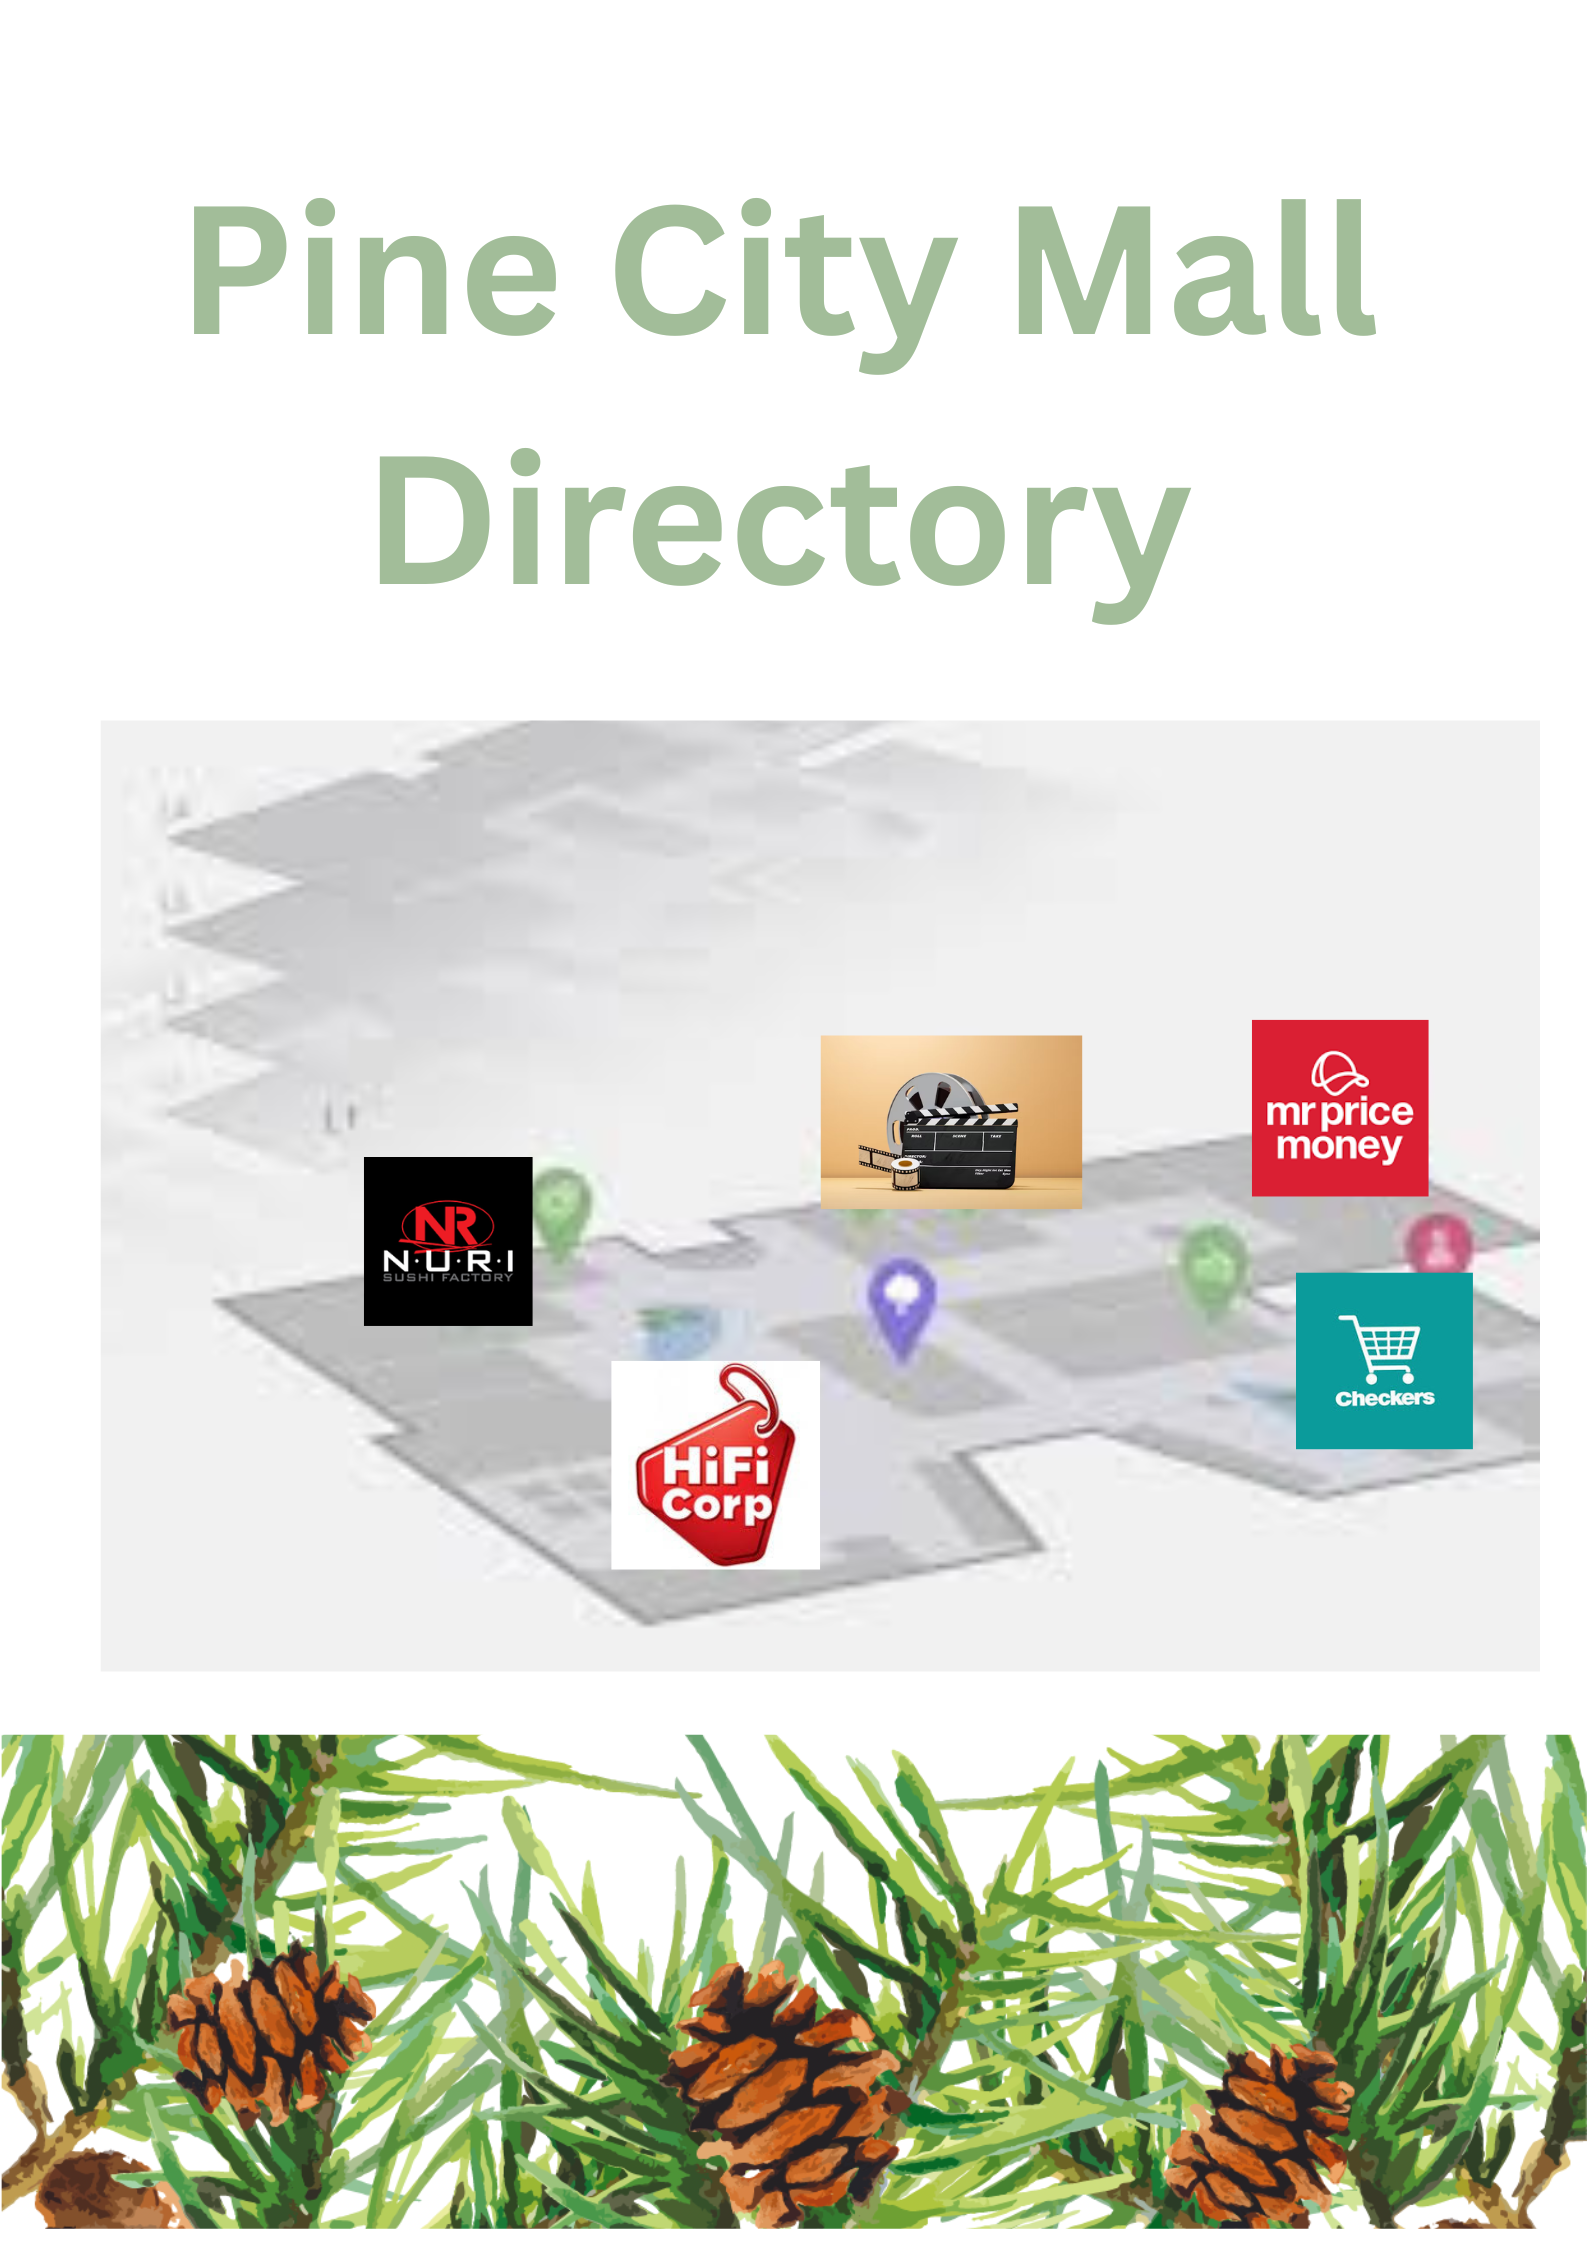 Pine City Mall
Directory
mr price
money
NR
N·U·R·I
SUSHI FACTORY
HiFi
Corp
Checkers